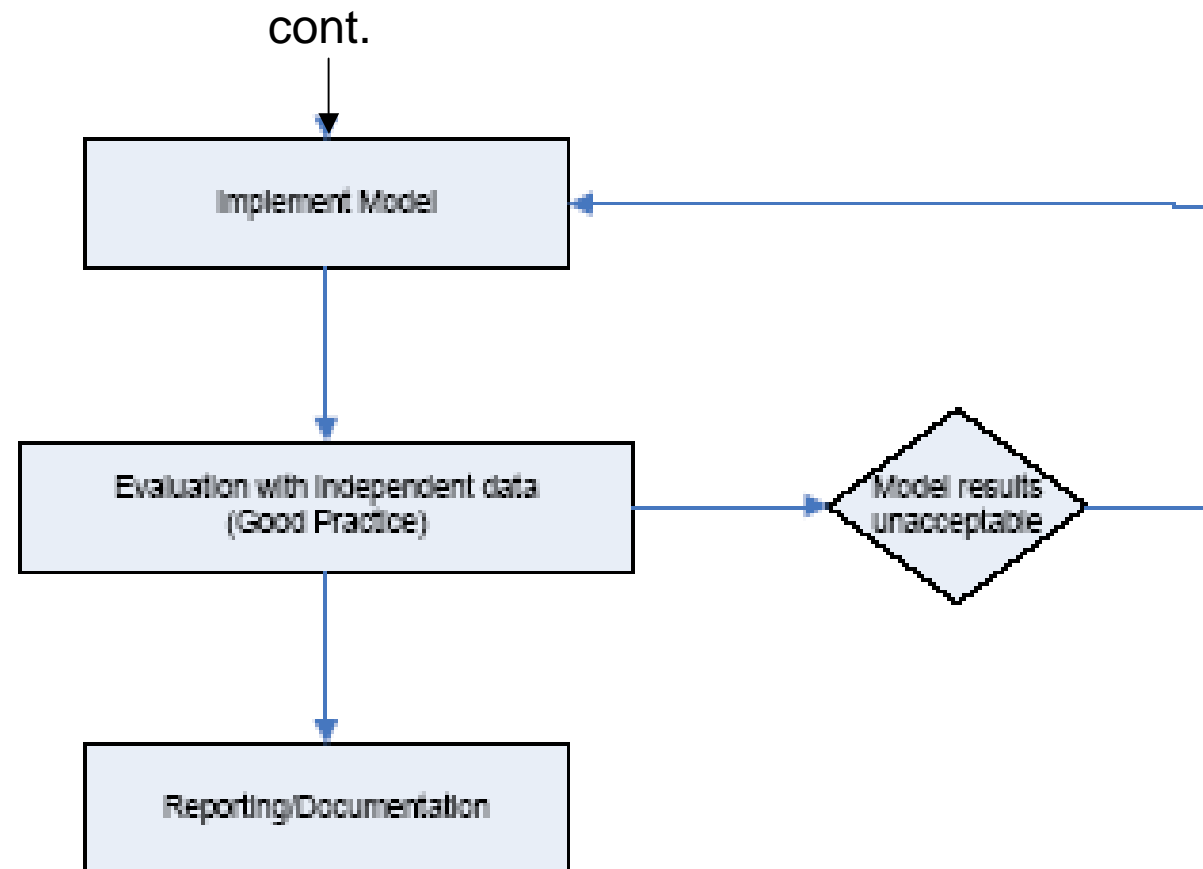 cont.
Implement Model
Evaluation with Independent data
(Good Practice)
Model results
unacceptable
Reporting/Documentation